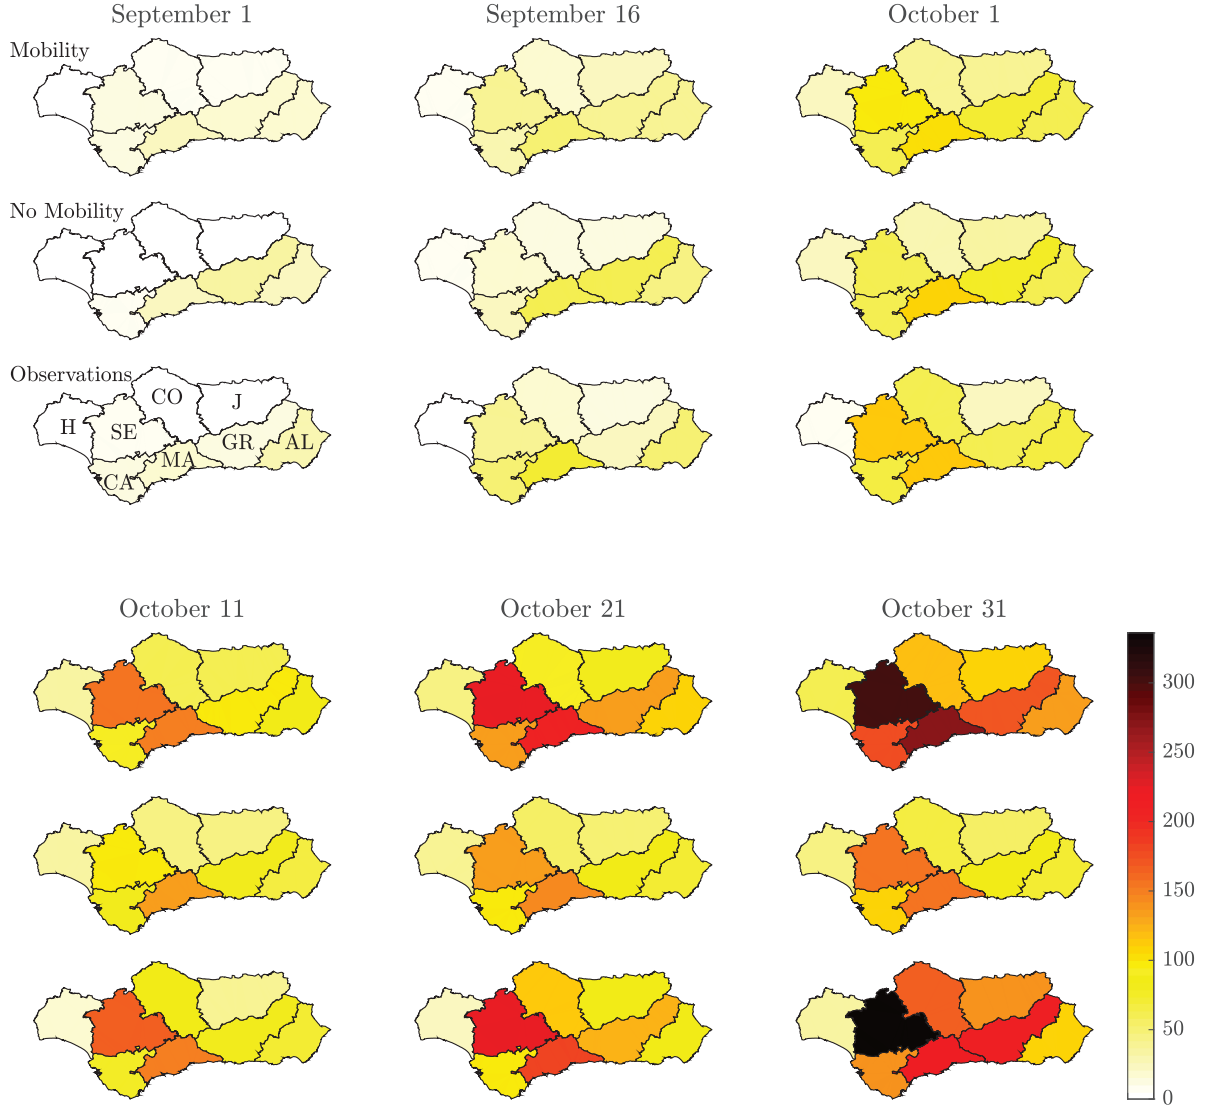 September 1 September 16 October 1
Mobility
No Mobility
Observations
CO
J
H
SE
GR
AL
MA
CA
October 11 October 21 October 31
300
250
200
150
100
50
0